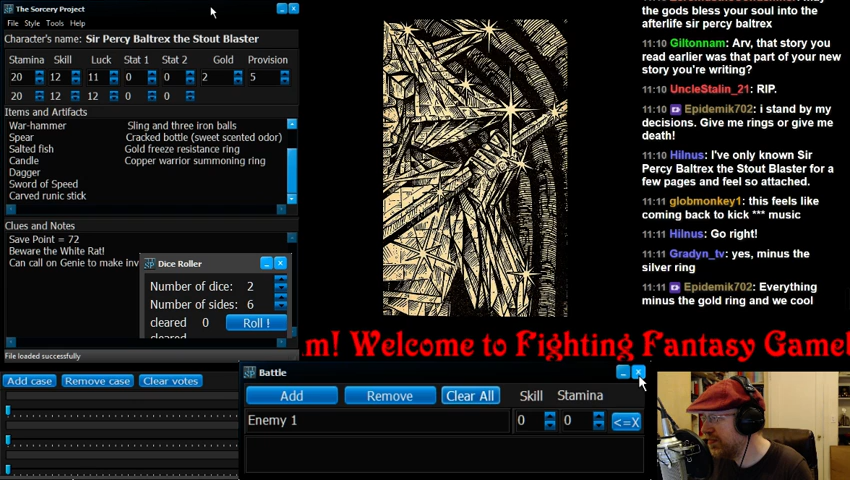 The Sorcery Project
File Style Tools Help
Character's name: Sir Percy Baltrex the Stout Blaster
Stamina Skill Luck Stat 1 Stat 2 Gold Provision
20 12 11 0 0 2 5
20 12 12 0 0
Items and Artifacts
War-hammer Sling and three iron balls
Spear Cracked bottle (sweet scented odor)
Salted fish Gold freeze resistance ring
Candle Copper warrior summoning ring
Dagger
Sword of Speed
Carved runic stick
Clues and Notes
Save Point = 72
Beware the White Rat!
Can call on Genie to make inv
Dice Roller
Number of dice: 2
Number of sides: 6
cleared 0 Roll !
cleared
File loaded successfully
Add case Remove case Clear votes
the gods bless your soul into the
afterlife sir percy baltrex
11:10 Giltonnam: Arv, that story you
read earlier was that part of your new
story you're writing?
11:10 UncleStalin_21: RIP.
11:10 Epidemik702: i stand by my
decisions. Give me rings or give me
death!
11:10 Hilnus: I've only known Sir
Percy Baltrex the Stout Blaster for a
few pages and feel so attached.
11:11 globmonkey1: this feels like
coming back to kick *** music
11:11 Hilnus: Go right!
11:11 Gradyn_tv: yes, minus the
silver ring
11:11 Epidemik702: Everything
minus the gold ring and we cool
m! Welcome to Fighting Fantasy Gameb
Battle
Add Remove Clear All Skill Stamina
Enemy 1 0 0 <=X